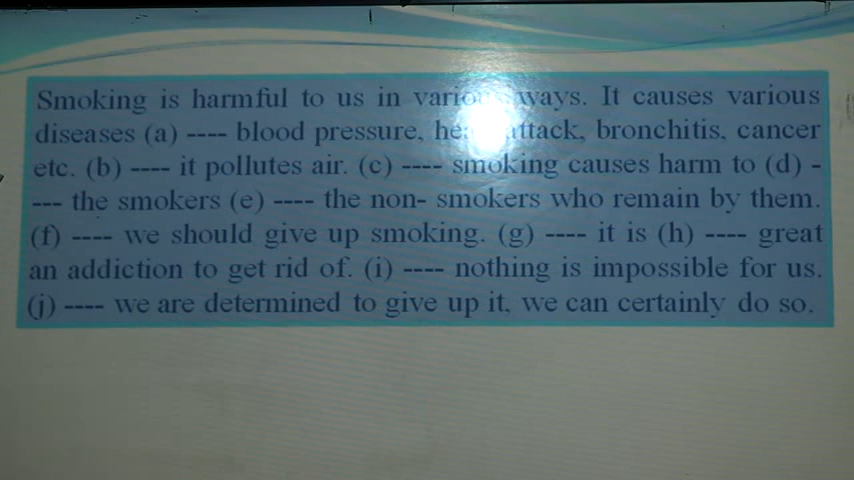 Smoking is harmful to us in various ways. It causes various
diseases (a) ---- blood pressure, heart attack, bronchitis, cancer
etc. (b) ---- it pollutes air. (c) ---- smoking causes harm to (d) -
--- the smokers (e) ---- the non- smokers who remain by them.
(f) ---- we should give up smoking. (g) ---- it is (h) ---- great
an addiction to get rid of. (i) ---- nothing is impossible for us.
(j) ---- we are determined to give up it, we can certainly do so.